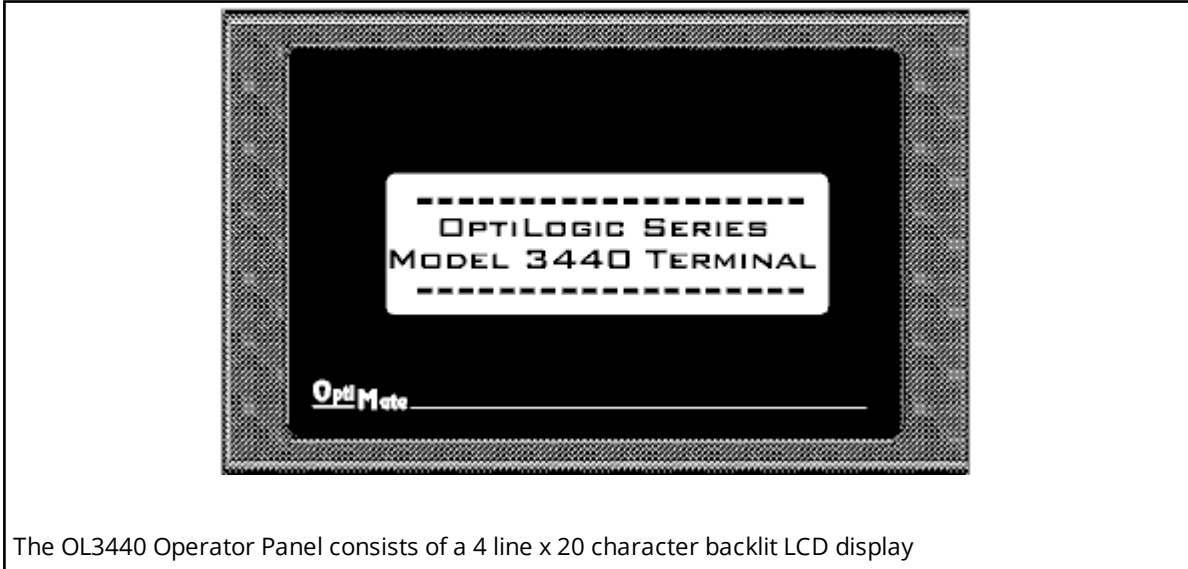 -------------------
OPTILOGIC SERIES
MODEL 3440 TERMINAL
-------------------
OptiMate
The OL3440 Operator Panel consists of a 4 line x 20 character backlit LCD display